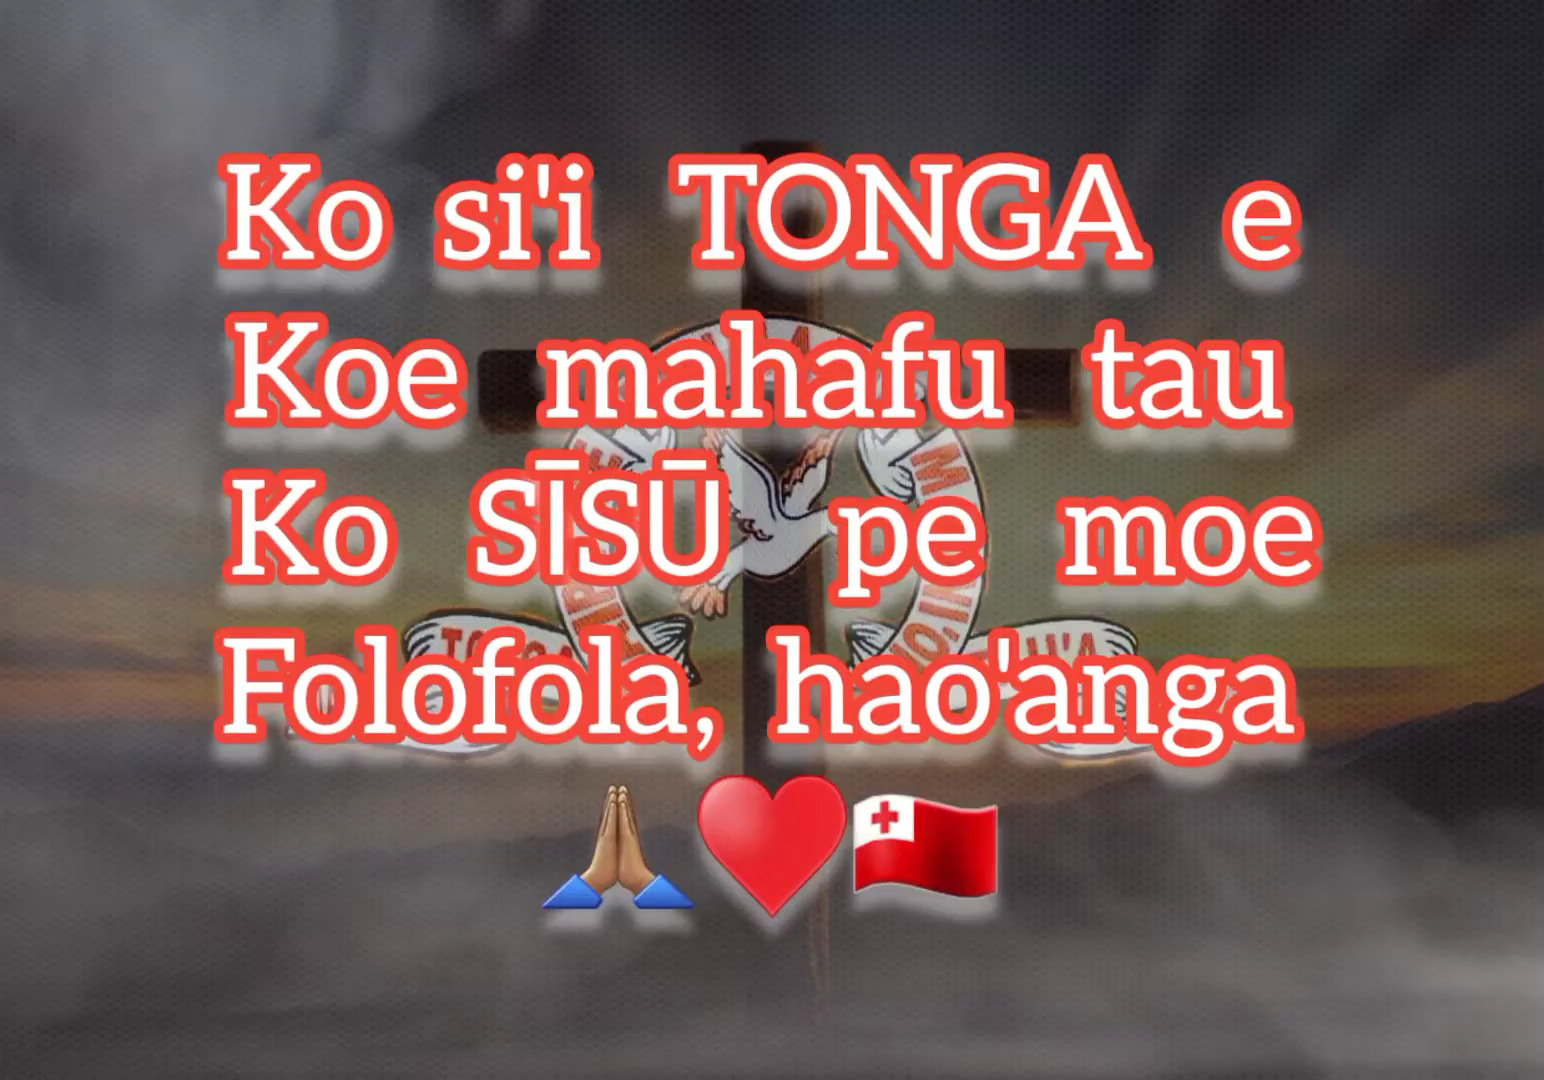 Ko si'i TONGA e
Koe mahafu tau
Ko SĪSŪ pe moe
Folofola, hao'anga